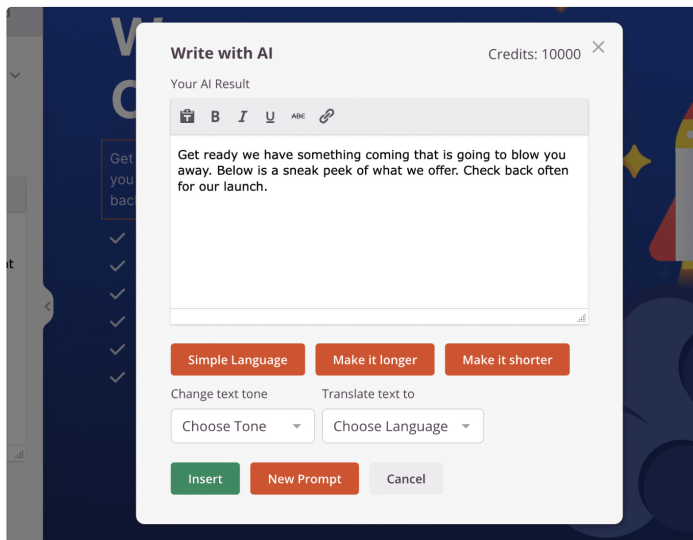 Write with AI
Credits: 10000
Your AI Result
B I U ABC
Get ready we have something coming that is going to blow you
away. Below is a sneak peek of what we offer. Check back often
for our launch.
Simple Language
Make it longer
Make it shorter
Change text tone
Translate text to
Choose Tone
Choose Language
Insert
New Prompt
Cancel
Get
you